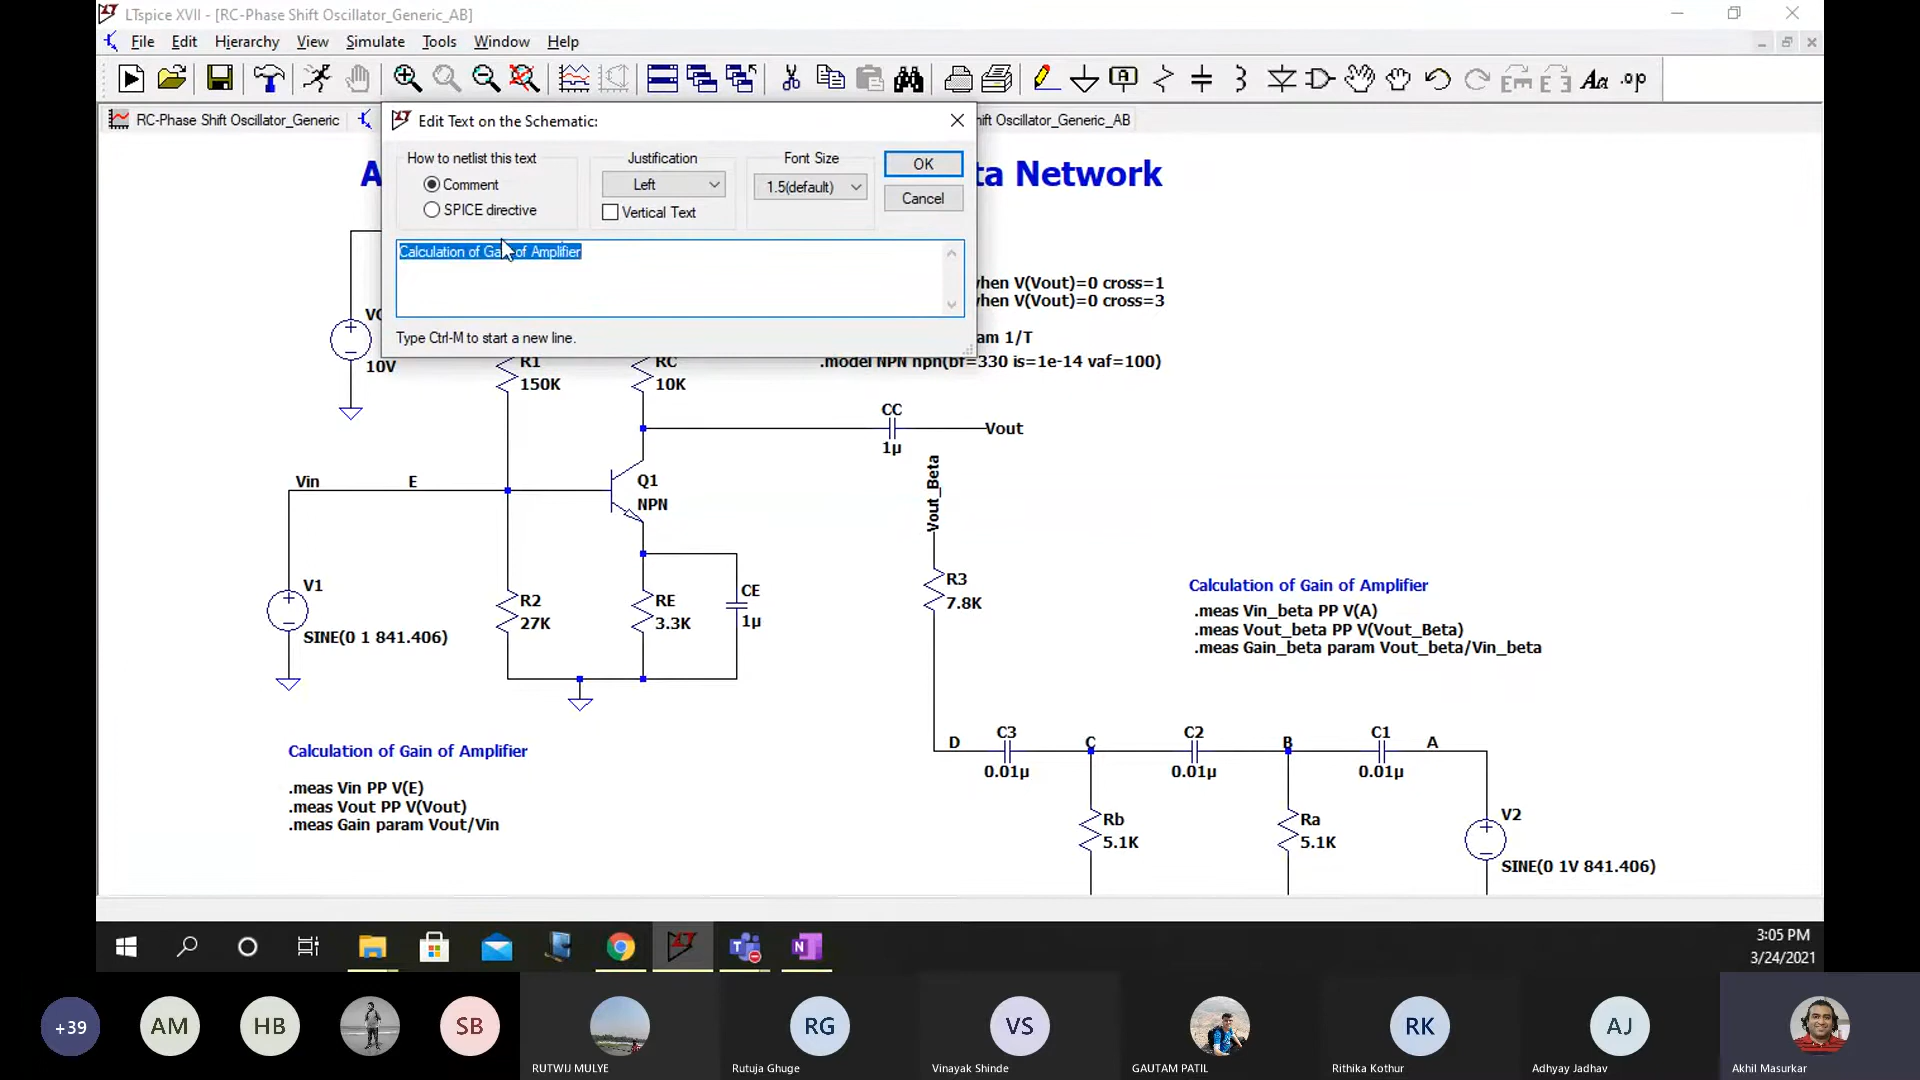 LTspice XVII - [RC-Phase Shift Oscillator_Generic_AB]
File Edit Hierarchy View Simulate Tools Window Help
A
Aa .op
RC-Phase Shift Oscillator_Generic
ift Oscillator_Generic_AB
Edit Text on the Schematic:
How to netlist this text
Comment
SPICE directive
Justification
Left
Vertical Text
Font Size
1.5(default)
OK
Cancel
Calculation of Ga of Amplifier
Type Ctrl-M to start a new line.
A
ta Network
when V(Vout)=0 cross=1
when V(Vout)=0 cross=3
am 1/T
.model NPN npn(bf=330 is=1e-14 vaf=100)
10V
R1
150K
RC
10K
CC
1µ
Vout
Vin
E
Q1
NPN
Vout_Beta
V1
SINE(0 1 841.406)
R2
27K
RE
3.3K
CE
1µ
R3
7.8K
Calculation of Gain of Amplifier
.meas Vin_beta PP V(A)
.meas Vout_beta PP V(Vout_Beta)
.meas Gain_beta param Vout_beta/Vin_beta
Calculation of Gain of Amplifier
.meas Vin PP V(E)
.meas Vout PP V(Vout)
.meas Gain param Vout/Vin
D
C3
0.01µ
C
C2
0.01µ
B
C1
0.01µ
A
Rb
5.1K
Ra
5.1K
V2
SINE(0 1V 841.406)
3:05 PM
3/24/2021
+39
AM
HB
SB
RUTWIJ MULYE
RG
Rutuja Ghuge
VS
Vinayak Shinde
GAUTAM PATIL
RK
Rithika Kothur
AJ
Adhyay Jadhav
Akhil Masurkar